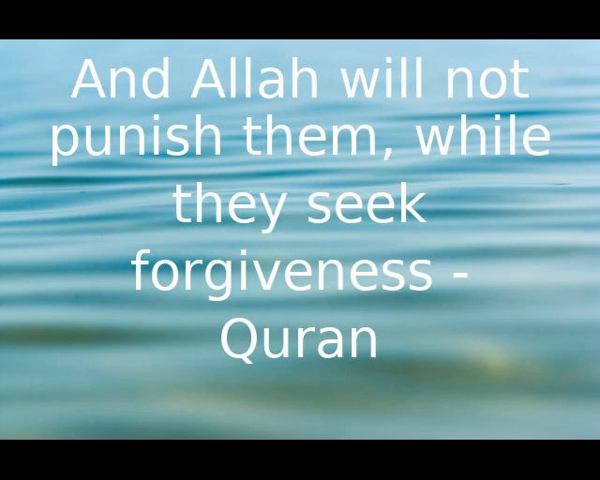 And Allah will not
punish them, while
they seek
forgiveness -
Quran